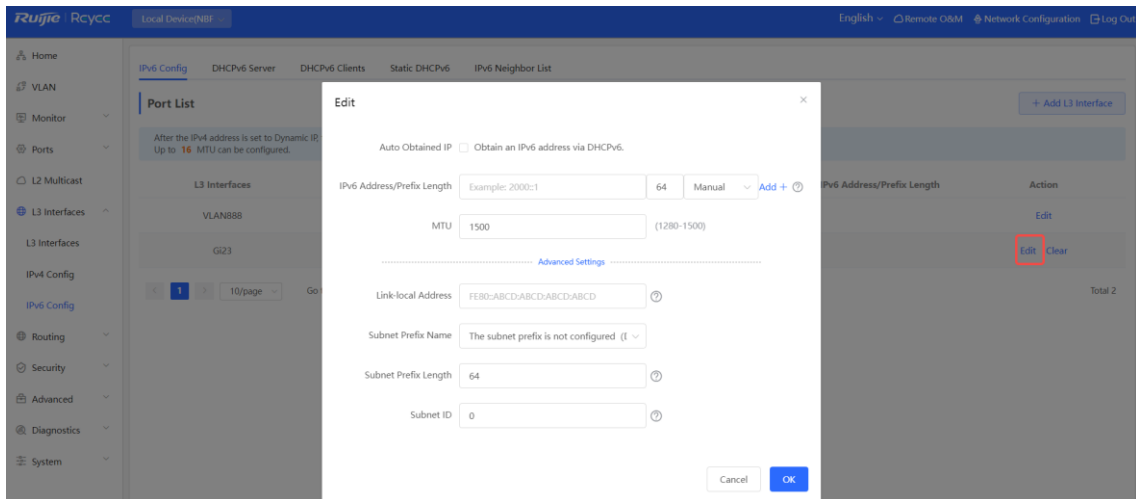 Ruijie | Rcycc Local Device(NBF English Remote O&M Network Configuration Log Out
Home
VLAN
Monitor
Ports
L2 Multicast
L3 Interfaces
L3 Interfaces
IPv4 Config
IPv6 Config
Routing
Security
Advanced
Diagnostics
System
IPv6 Config DHCPv6 Server DHCPv6 Clients Static DHCPv6 IPv6 Neighbor List
Port List + Add L3 Interface
After the IPv4 address is set to Dynamic IP,
Up to 16 MTU can be configured.
L3 Interfaces IPv6 Address/Prefix Length Action
VLAN888 Edit
Gi23 Edit Clear
1 10/page Go Total 2
Edit
Auto Obtained IP Obtain an IPv6 address via DHCPv6.
IPv6 Address/Prefix Length Example: 2000::1 64 Manual Add +
MTU 1500 (1280-1500)
Advanced Settings
Link-local Address FE80::ABCD:ABCD:ABCD:ABCD
Subnet Prefix Name The subnet prefix is not configured (
Subnet Prefix Length 64
Subnet ID 0
Cancel OK